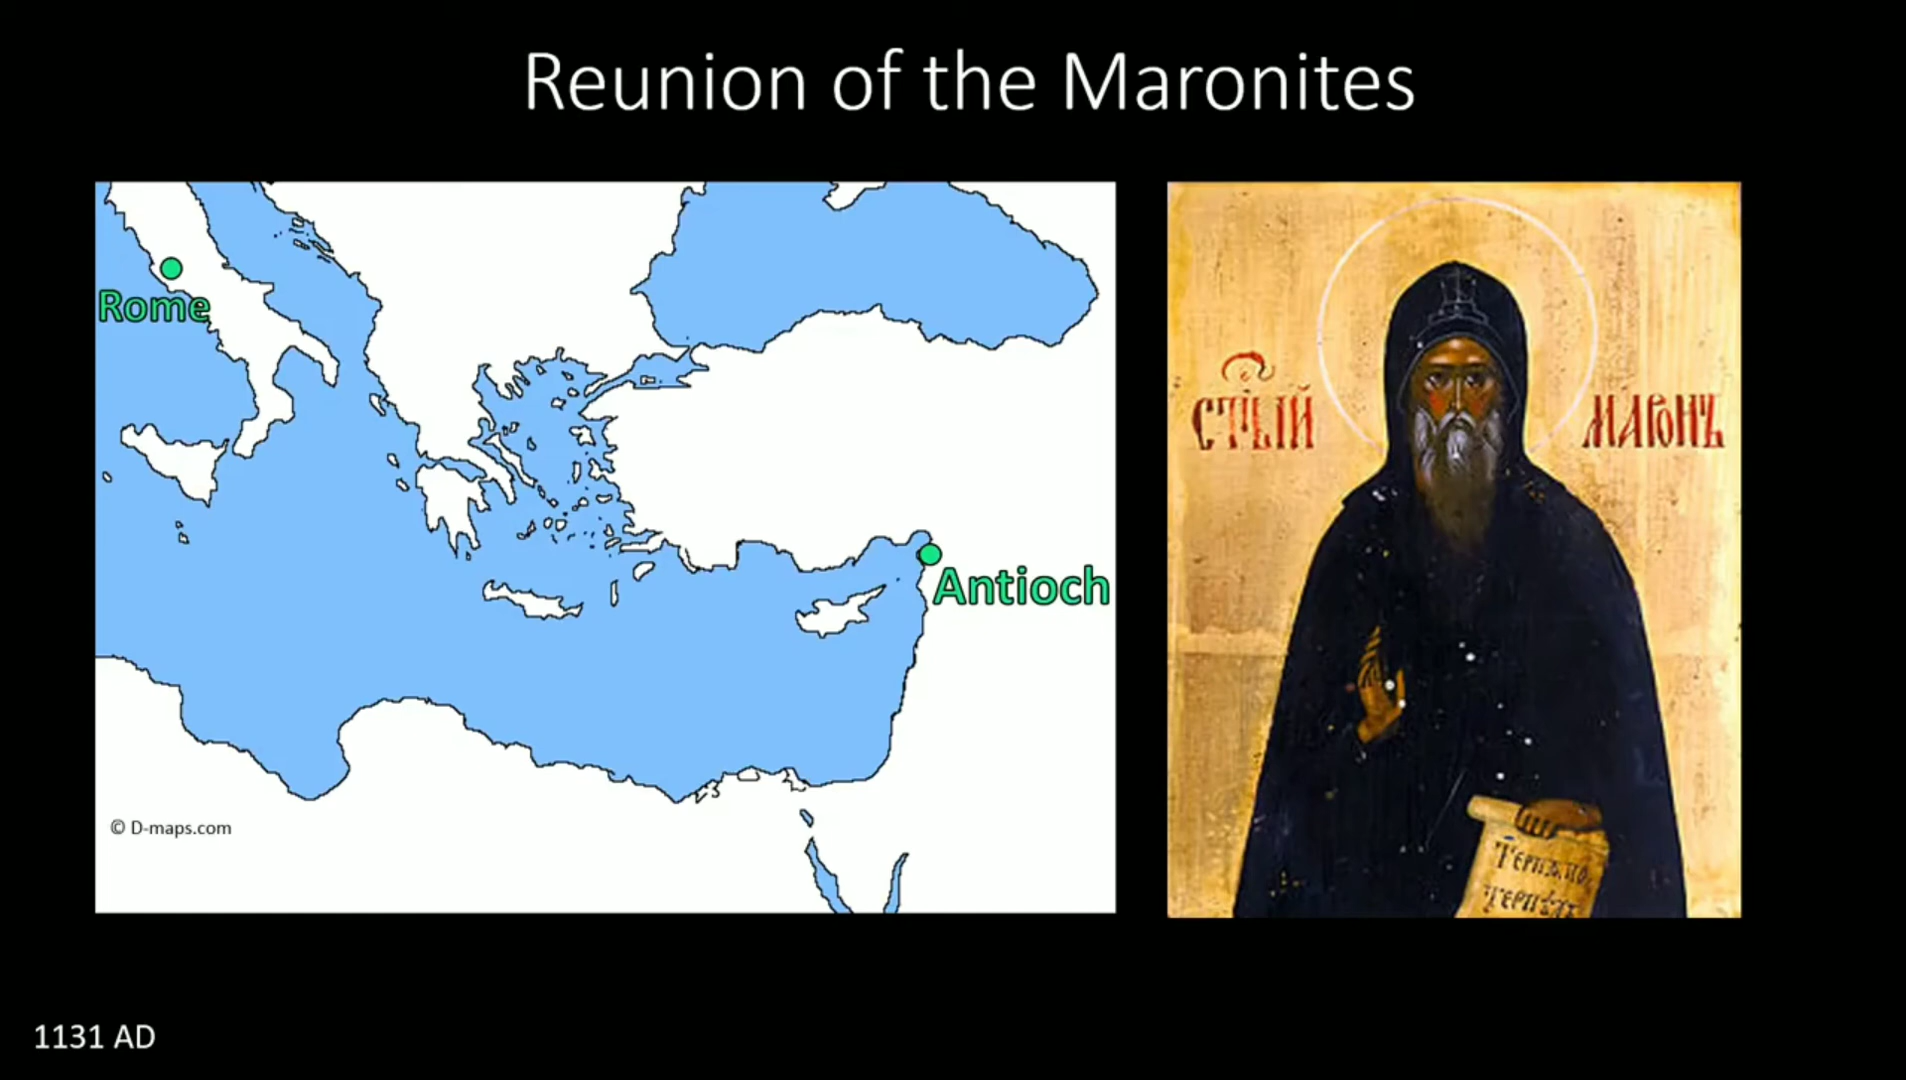 Reunion of the Maronites
Rome
Antioch
© D-maps.com
СТЫЙ
МАРОНЪ
1131 AD